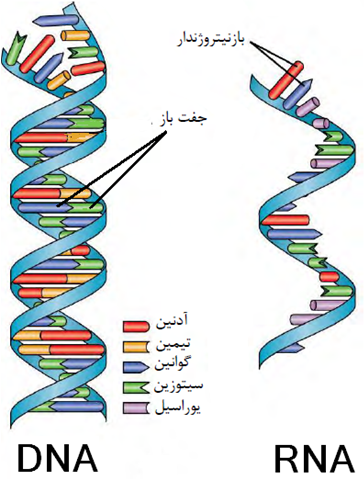 بازنیتروژندار
جفت باز
آدنین
تیمین
گوانین
سیتوزین
یوراسیل
DNA
RNA